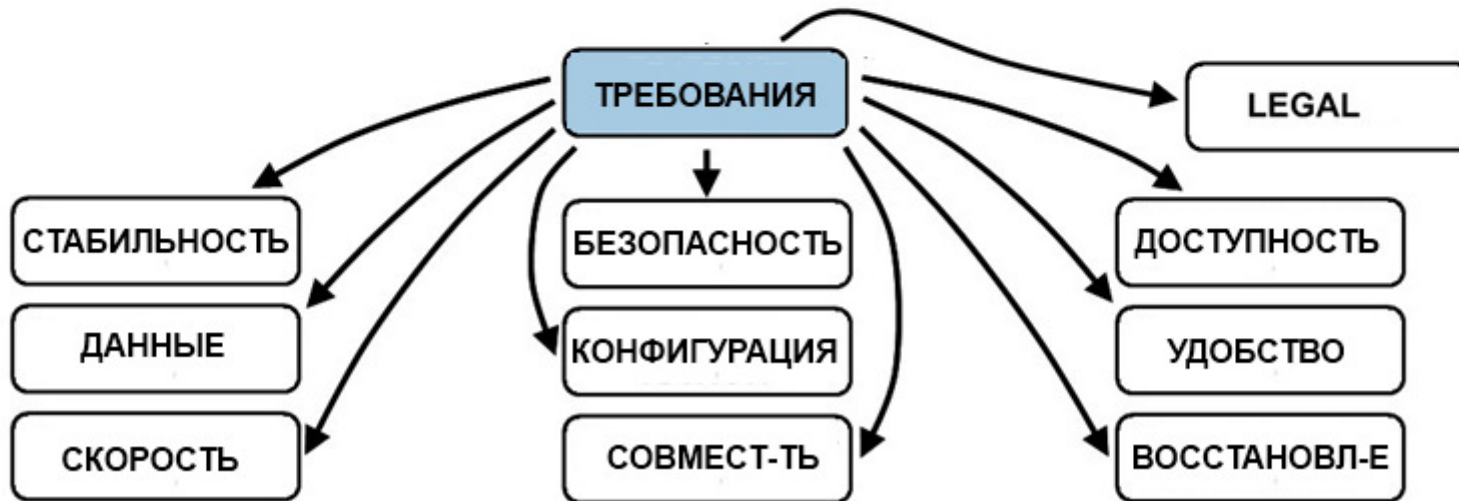 ТРЕБОВАНИЯ
LEGAL
СТАБИЛЬНОСТЬ
БЕЗОПАСНОСТЬ
ДОСТУПНОСТЬ
ДАННЫЕ
КОНФИГУРАЦИЯ
УДОБСТВО
СКОРОСТЬ
СОВМЕСТ-ТЬ
ВОССТАНОВЛ-Е